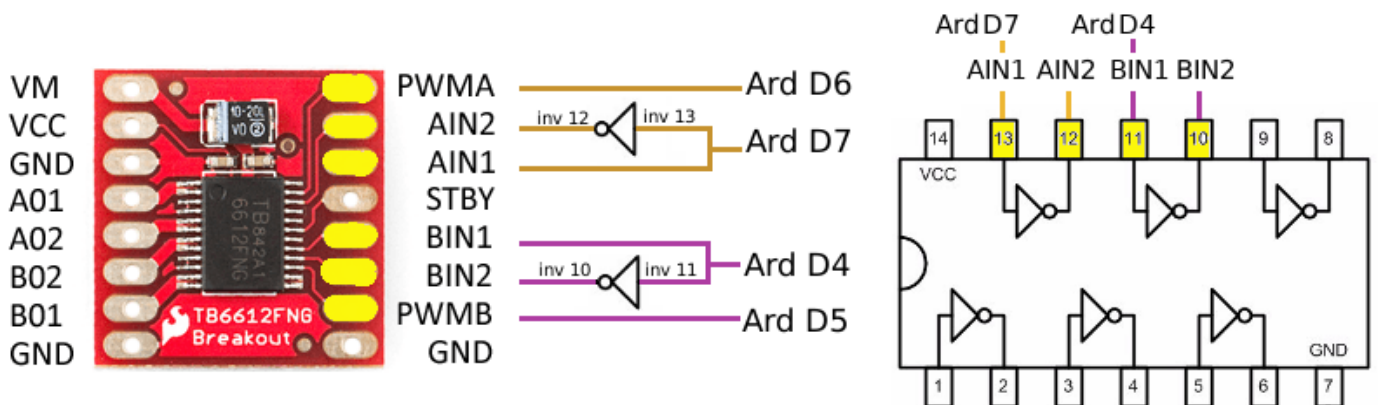 VM
VCC
GND
A01
A02
B02
B01
GND
10-20L
V0 2
TB842A1
6612FNG
TB6612FNG
Breakout
PWMA
AIN2
AIN1
STBY
BIN1
BIN2
PWMB
GND
inv 12
inv 13
inv 10
inv 11
Ard D6
Ard D7
Ard D4
Ard D5
Ard D7 Ard D4
AIN1 AIN2 BIN1 BIN2
14 13 12 11 10 9 8
VCC
GND
1 2 3 4 5 6 7